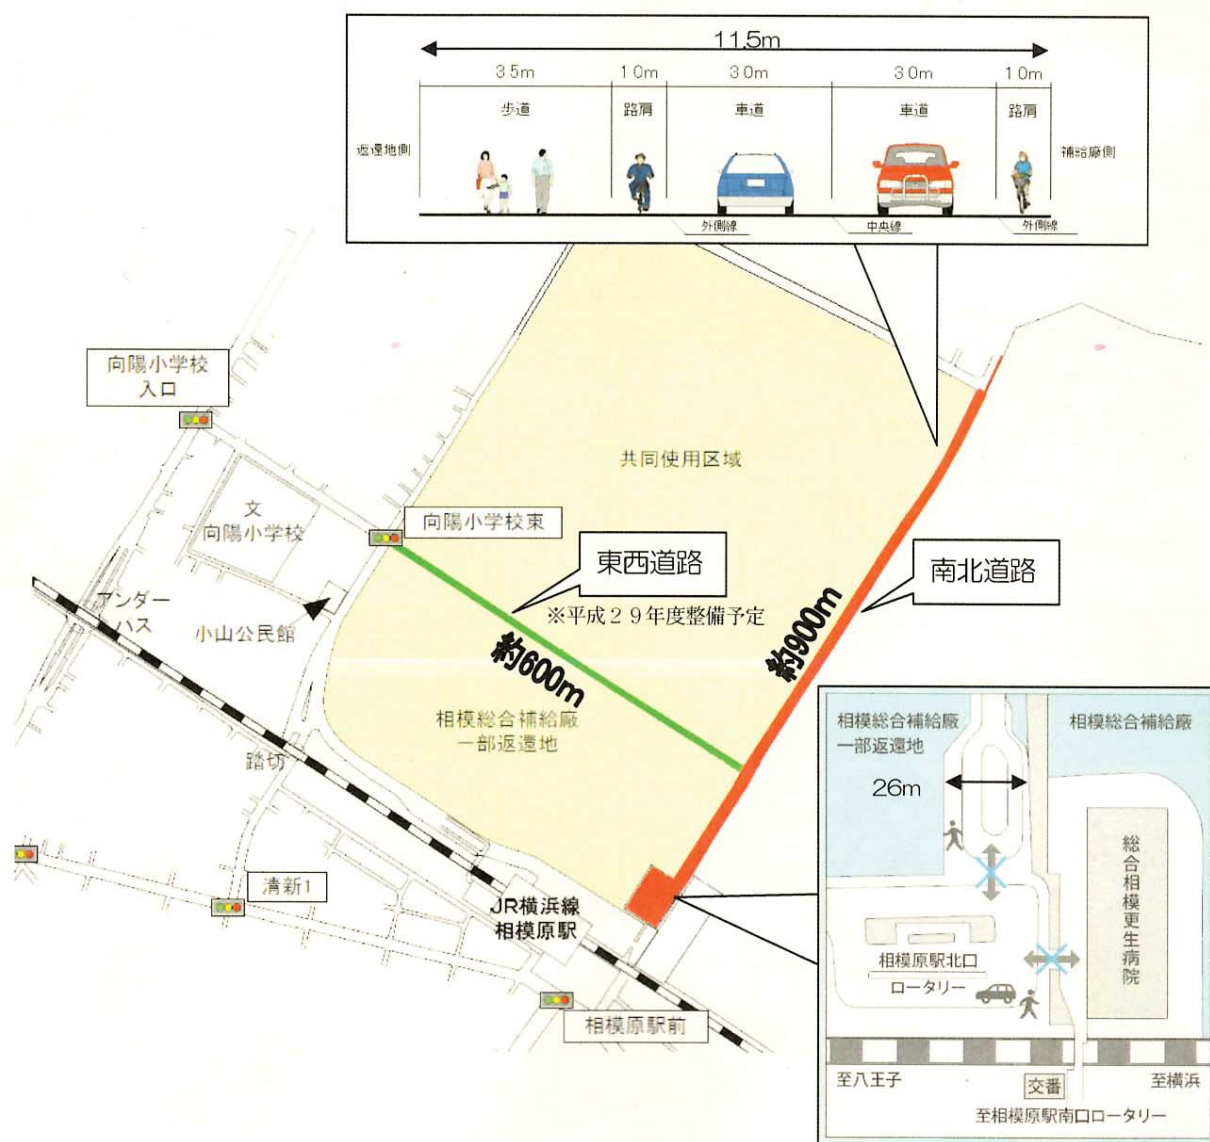 11.5m
3.5m
1.0m
3.0m
3.0m
1.0m
歩道
路肩
車道
車道
路肩
返還地側
補給廠側
外側線
中央線
外側線
向陽小学校
入口
共同使用区域
文
向陽小学校
向陽小学校東
東西道路
※平成29年度整備予定
南北道路
アンダー
パス
小山公民館
約600m
約900m
相模総合補給廠
一部返還地
踏切
清新1
JR横浜線
相模原駅
相模原駅前
相模総合補給廠
一部返還地
相模総合補給廠
26m
総合相模更生病院
相模原駅北口
ロータリー
至八王子
交番
至横浜
至相模原駅南口ロータリー